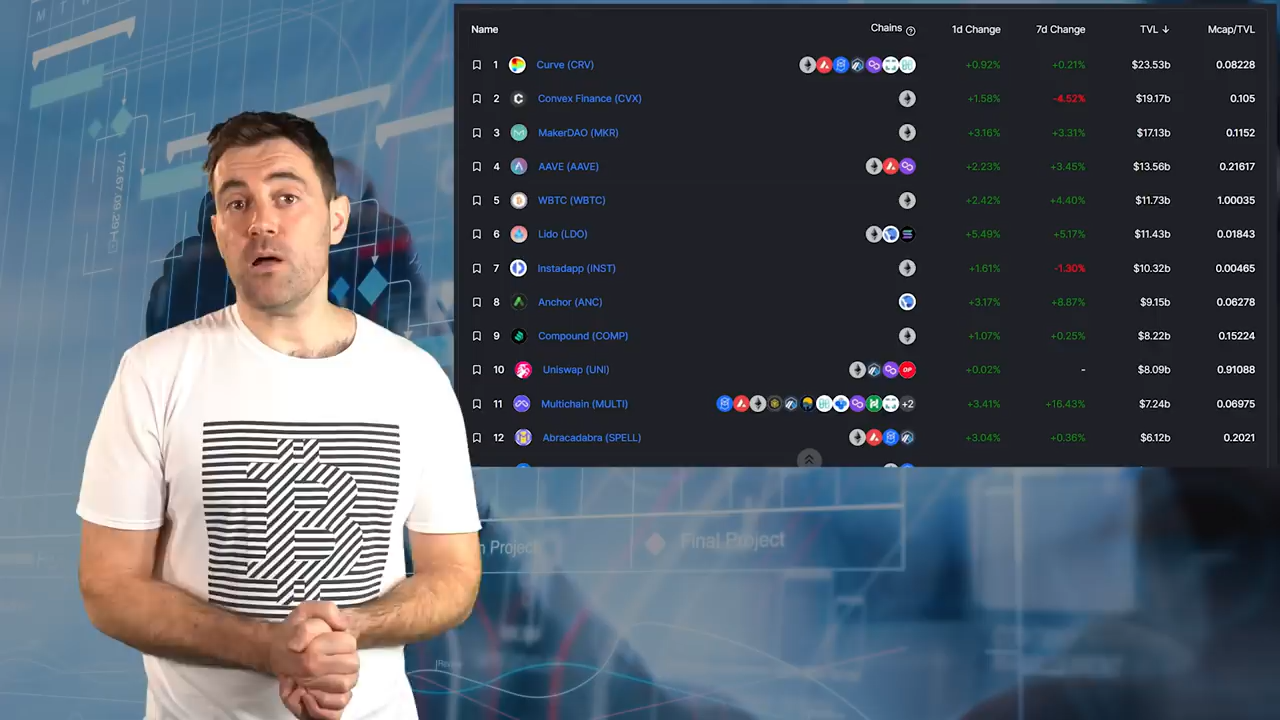 Name Chains 1d Change 7d Change TVL ↓ Mcap/TVL
1 Curve (CRV) +0.92% +0.21% $23.53b 0.08228
2 Convex Finance (CVX) +1.58% -4.52% $19.17b 0.105
3 MakerDAO (MKR) +3.16% +3.31% $17.13b 0.1152
4 AAVE (AAVE) +2.23% +3.45% $13.56b 0.21617
5 WBTC (WBTC) +2.42% +4.40% $11.73b 1.00035
6 Lido (LDO) +5.49% +5.17% $11.43b 0.01843
7 Instadapp (INST) +1.61% -1.30% $10.32b 0.00465
8 Anchor (ANC) +3.17% +8.87% $9.15b 0.06278
9 Compound (COMP) +1.07% +0.25% $8.22b 0.15224
10 Uniswap (UNI) OP +0.02% - $8.09b 0.91088
11 Multichain (MULTI) +2 +3.41% +16.43% $7.24b 0.06975
12 Abracadabra (SPELL) +3.04% +0.36% $6.12b 0.2021
Project
Final Project